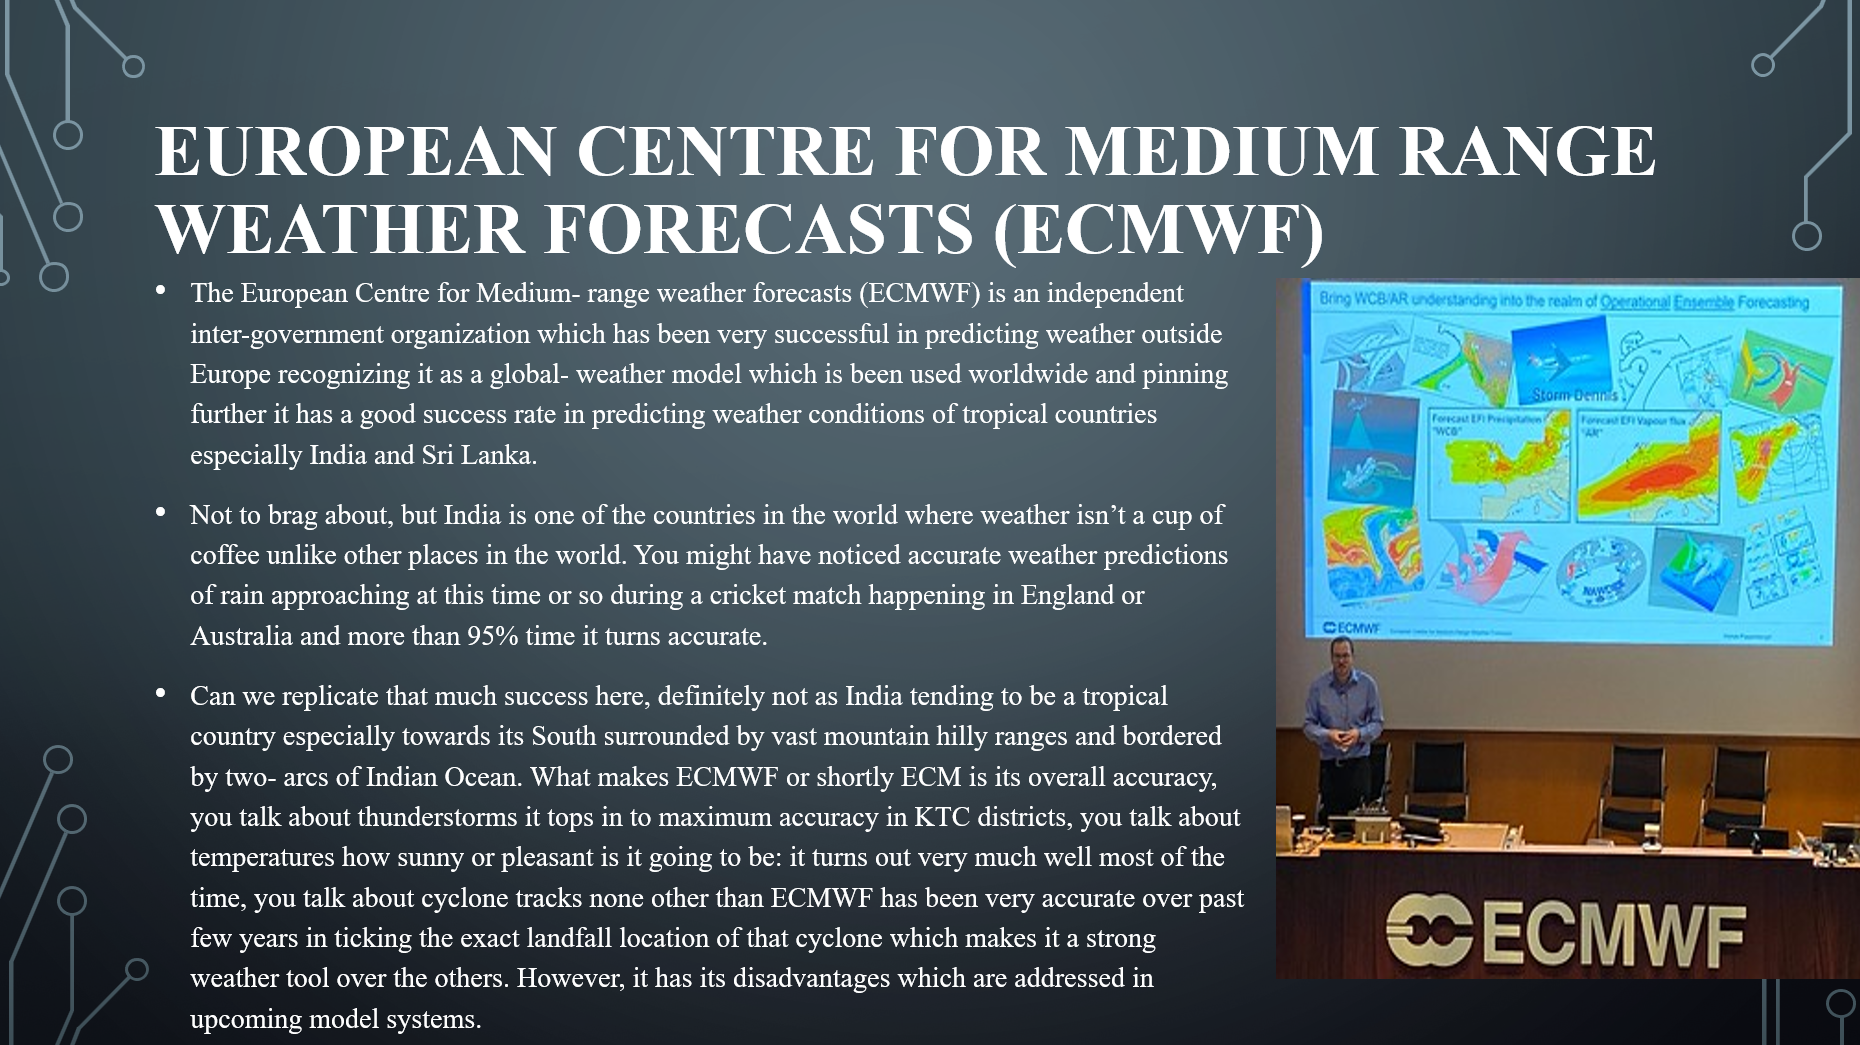 EUROPEAN CENTRE FOR MEDIUM RANGE
WEATHER FORECASTS (ECMWF)
• The European Centre for Medium- range weather forecasts (ECMWF) is an independent
inter-government organization which has been very successful in predicting weather outside
Europe recognizing it as a global- weather model which is been used worldwide and pinning
further it has a good success rate in predicting weather conditions of tropical countries
especially India and Sri Lanka.
• Not to brag about, but India is one of the countries in the world where weather isn’t a cup of
coffee unlike other places in the world. You might have noticed accurate weather predictions
of rain approaching at this time or so during a cricket match happening in England or
Australia and more than 95% time it turns accurate.
• Can we replicate that much success here, definitely not as India tending to be a tropical
country especially towards its South surrounded by vast mountain hilly ranges and bordered
by two- arcs of Indian Ocean. What makes ECMWF or shortly ECM is its overall accuracy,
you talk about thunderstorms it tops in to maximum accuracy in KTC districts, you talk about
temperatures how sunny or pleasant is it going to be: it turns out very much well most of the
time, you talk about cyclone tracks none other than ECMWF has been very accurate over past
few years in ticking the exact landfall location of that cyclone which makes it a strong
weather tool over the others. However, it has its disadvantages which are addressed in
upcoming model systems.
Bring WCB/AR understanding into the realm of Operational Ensemble Forecasting
Storm Dennis
Forecast EFI Precipitation
"WCB"
Forecast EFI Vapour flux
"AR"
NAWDEX
ECMWF
ECMWF